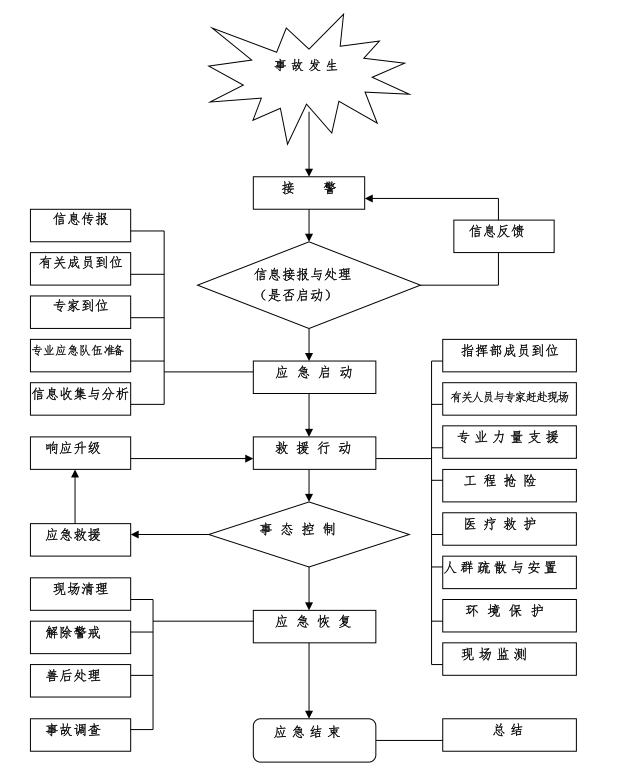 事故发生
接 警
信息传报
信息反馈
有关成员到位
信息接报与处理
（是否启动）
专家到位
专业应急队伍准备
指挥部成员到位
应急启动
信息收集与分析
有关人员与专家赶赴现场
响应升级
救援行动
专业力量支援
工程抢险
应急救援
事态控制
医疗救护
人群疏散与安置
现场清理
应急恢复
环境保护
解除警戒
现场监测
善后处理
事故调查
应急结束
总结